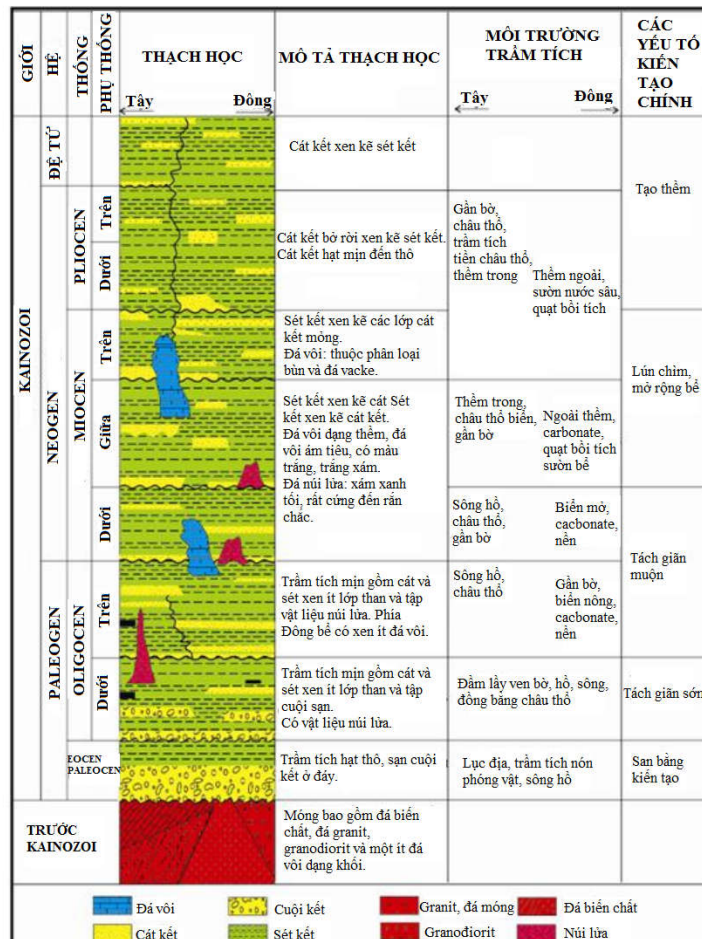 GIỚI
HỆ
THỐNG
PHỤ THỐNG
THẠCH HỌC
Tây
Đông
MÔ TẢ THẠCH HỌC
MÔI TRƯỜNG
TRẦM TÍCH
Tây
Đông
CÁC
YẾU TÓ
KIẾN
TẠO
CHÍNH
KAINOZOI
ĐỆ TỨ
Cát kết xen kẽ sét kết
Tạo thềm
NEOGEN
PLIOCEN
Trên
Dưới
Cát kết bở rời xen kẽ sét kết.
Cát kết hạt mịn đến thô
Gần bờ,
châu thổ,
trầm tích
tiền châu thổ,
thềm trong
Thềm ngoài,
sườn nước sâu,
quạt bồi tích
MIOCEN
Trên
Sét kết xen kẽ các lớp cát
kết mỏng.
Đá vôi: thuộc phân loại
bùn và đá vacke.
Lún chìm,
mở rộng bể
Giữa
Sét kết xen kẽ cát Sét
kết xen kẽ cát kết.
Đá vôi dạng thềm, đá
vôi ám tiêu, có màu
trắng, trắng xám.
Đá núi lửa: xám xanh
tối, rất cứng đến rắn
chắc.
Thềm trong,
châu thổ biển,
gần bờ
Ngoài thềm,
carbonate,
quạt bồi tích
sườn bể
Dưới
Sông hồ,
châu thổ,
gần bờ
Biển mở,
cacbonate,
nền
Tách giãn
muộn
PALEOGEN
OLIGOCEN
Trên
Trầm tích mịn gồm cát và
sét xen ít lớp than và tập
vật liệu núi lửa. Phía
Đông bể có xen ít đá vôi.
Sông hồ,
châu thổ
Gần bờ,
biển nông,
cacbonate,
nền
Dưới
Trầm tích mịn gồm cát và
sét xen ít lớp than và tập
cuội sạn.
Có vật liệu núi lửa.
Đầm lầy ven bờ, hồ, sông,
đồng bằng châu thổ
Tách giãn sớm
EOCEN
PALEOCEN
Trầm tích hạt thô, sạn cuội
kết ở đáy.
Lục địa, trầm tích nón
phóng vật, sông hồ
San bằng
kiến tạo
TRƯỚC
KAINOZOI
Móng bao gồm đá biến
chất, đá granit,
granodiorit và một ít đá
vôi dạng khối.
Đá vôi
Cuội kết
Granit, đá móng
Đá biến chất
Cát kết
Sét kết
Granođiorit
Núi lửa